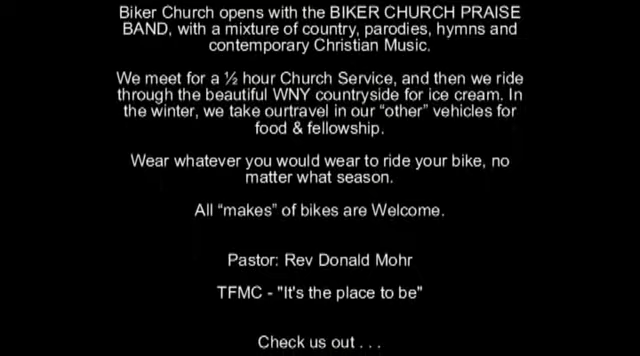 Biker Church opens with the BIKER CHURCH PRAISE
BAND, with a mixture of country, parodies, hymns and
contemporary Christian Music.
We meet for a ½ hour Church Service, and then we ride
through the beautiful WNY countryside for ice cream. In
the winter, we take ourtravel in our “other” vehicles for
food & fellowship.
Wear whatever you would wear to ride your bike, no
matter what season.
All “makes” of bikes are Welcome.
Pastor: Rev Donald Mohr
TFMC - "It's the place to be"
Check us out . . .